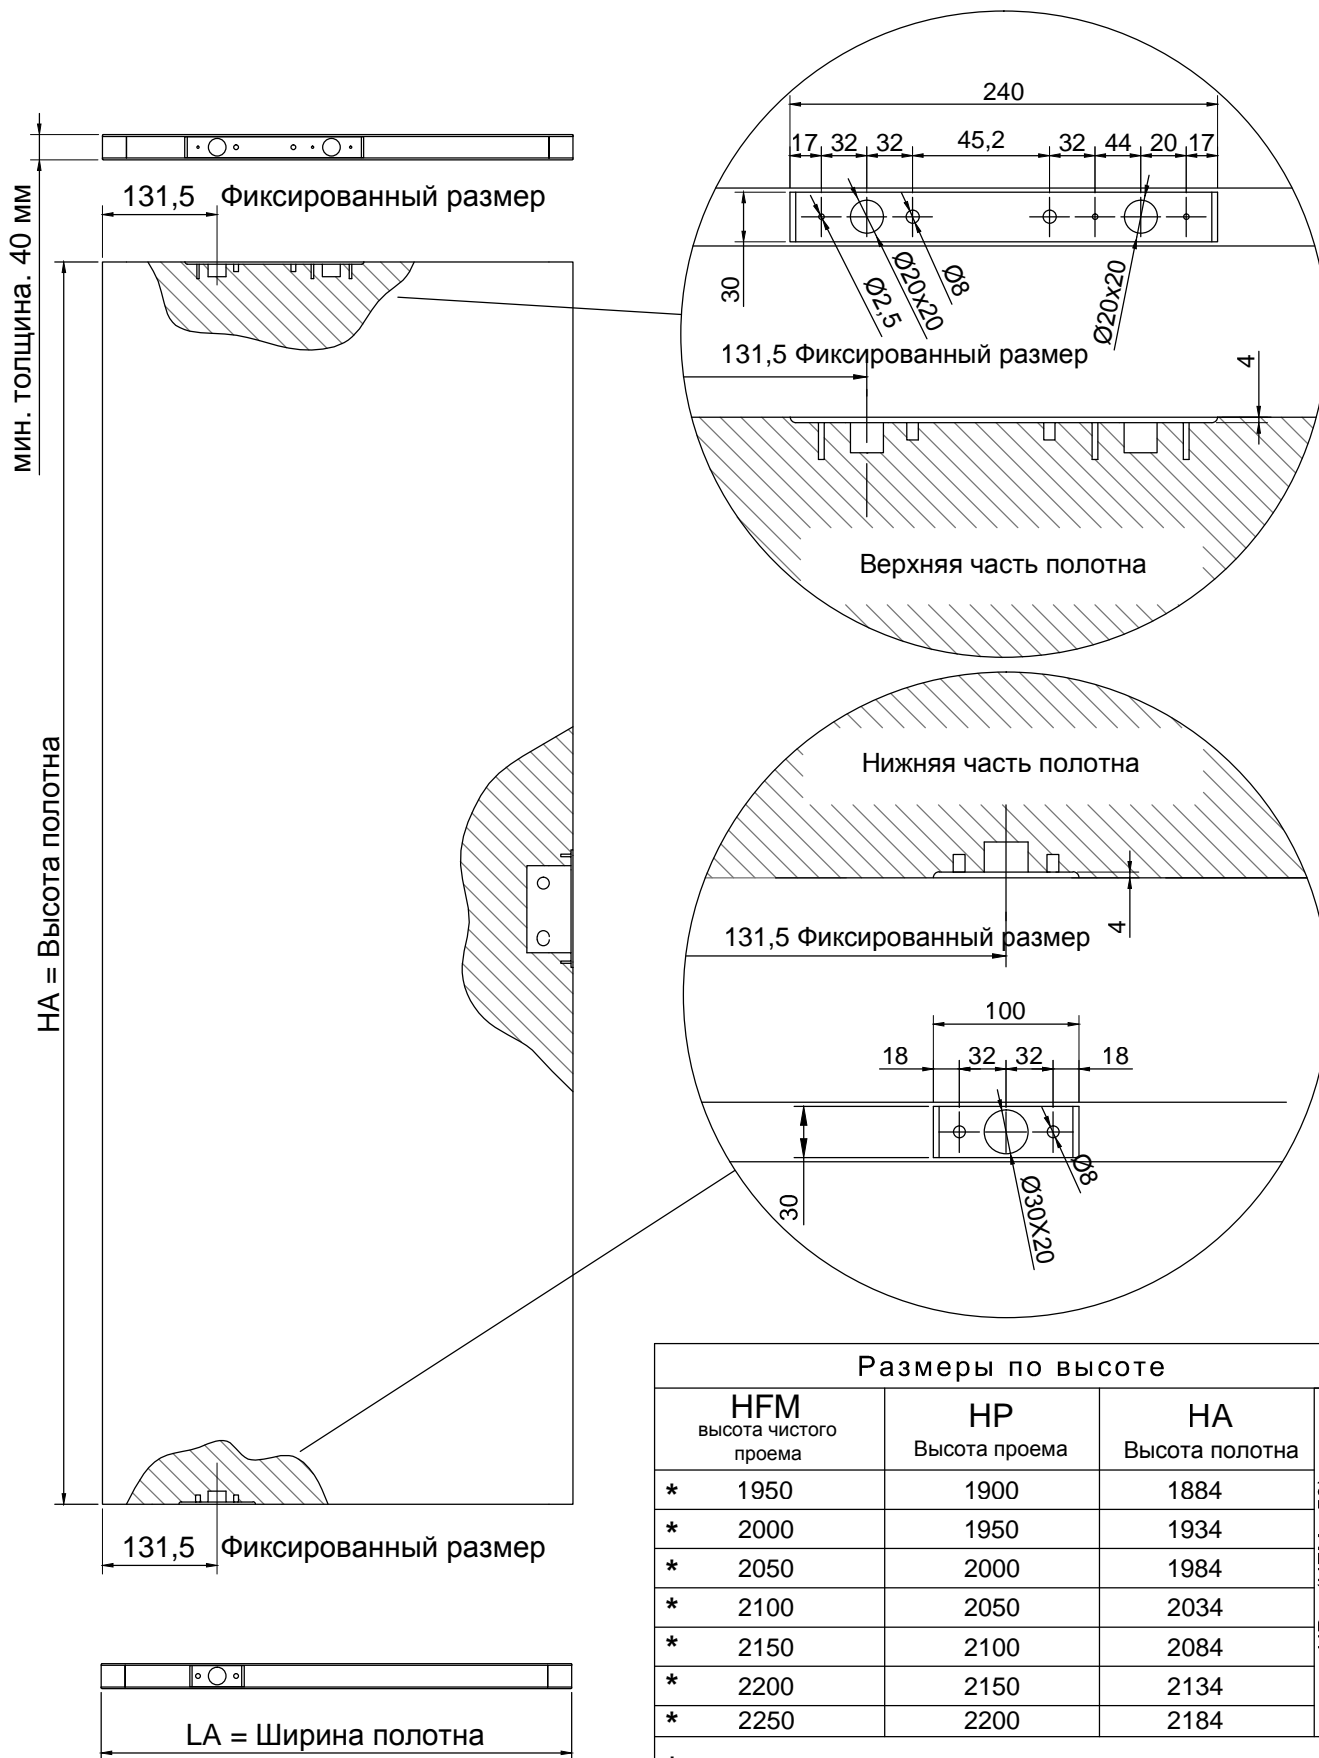 240
17 32 32 45,2 32 44 20 17
мин. толщина. 40 мм
131,5 Фиксированный размер
30
Ø2,5
Ø20x20
Ø8
Ø20x20
131,5 Фиксированный размер
4
Верхняя часть полотна
Нижняя часть полотна
HA = Высота полотна
4
131,5 Фиксированный размер
100
18 32 32 18
30
Ø8
Ø30X20
131,5 Фиксированный размер
LA = Ширина полотна
Размеры по высоте
HFM HP HA
высота чистого проема Высота проема Высота полотна
* 1950 1900 1884
* 2000 1950 1934
* 2050 2000 1984
* 2100 2050 2034
* 2150 2100 2084
* 2200 2150 2134
* 2250 2200 2184